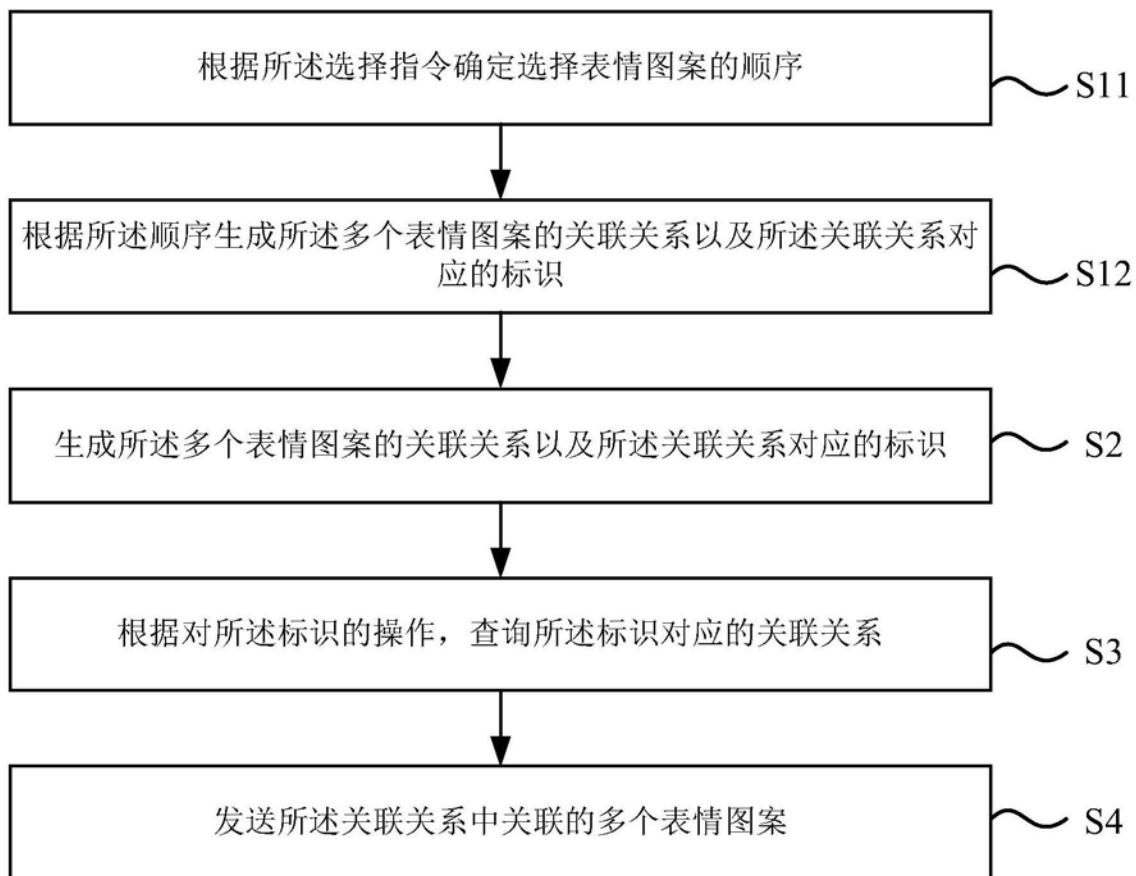 根据所述选择指令确定选择表情图案的顺序
S11
根据所述顺序生成所述多个表情图案的关联关系以及所述关联关系对
应的标识
S12
生成所述多个表情图案的关联关系以及所述关联关系对应的标识
S2
根据对所述标识的操作，查询所述标识对应的关联关系
S3
发送所述关联关系中关联的多个表情图案
S4